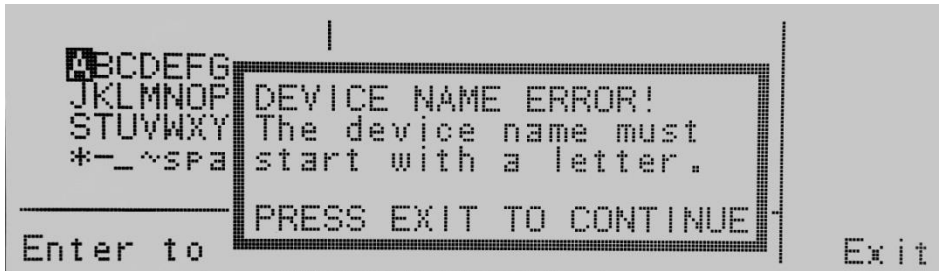 ABCDEFG
JKLMNOP
STUVWXY
*-_~spa
DEVICE NAME ERROR!
The device name must
start with a letter.
PRESS EXIT TO CONTINUE
Enter to
Exit